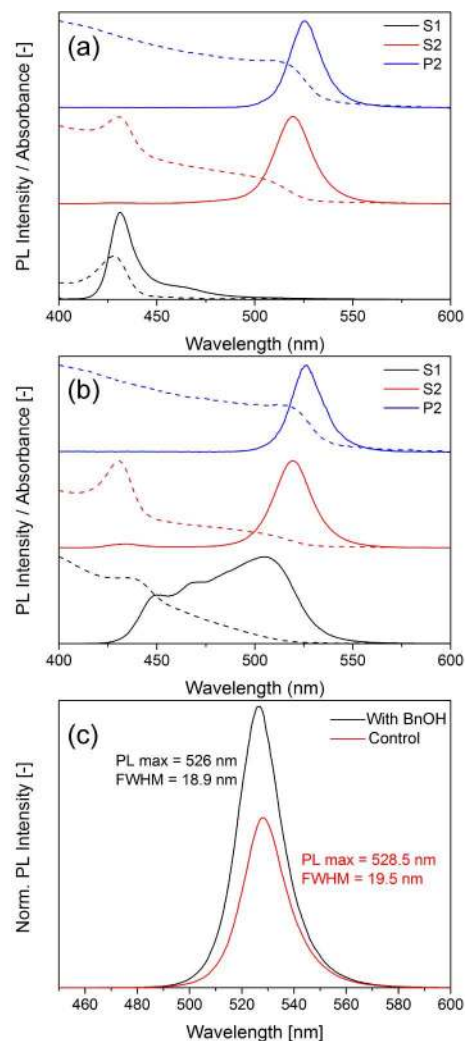 (a)
S1
S2
P2
PL Intensity / Absorbance [-]
400 450 500 550 600
Wavelength (nm)
(b)
S1
S2
P2
PL Intensity / Absorbance [-]
400 450 500 550 600
Wavelength (nm)
(c)
With BnOH
Control
PL max = 526 nm
FWHM = 18.9 nm
PL max = 528.5 nm
FWHM = 19.5 nm
Norm. PL Intensity [-]
460 480 500 520 540 560 580 600
Wavelength [nm]